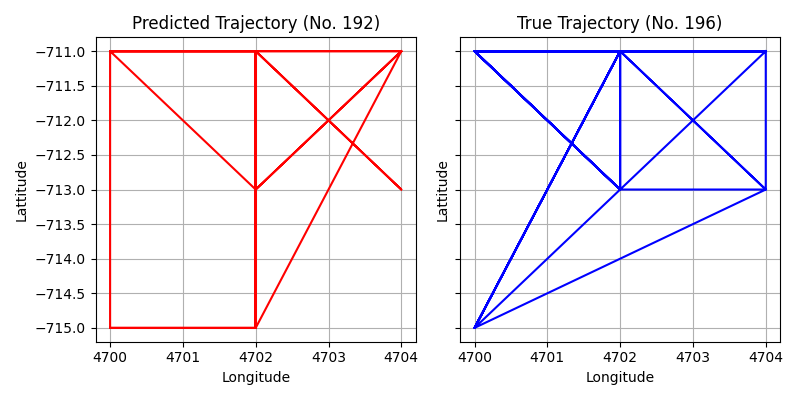 Predicted Trajectory (No. 192)
True Trajectory (No. 196)
−711.0
−711.5
−712.0
−712.5
−713.0
−713.5
−714.0
−714.5
−715.0
Lattitude
Lattitude
4700 4701 4702 4703 4704
4700 4701 4702 4703 4704
Longitude
Longitude